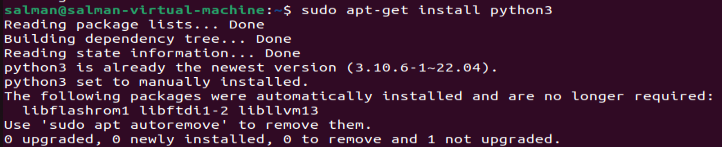 salman@salman-virtual-machine:~$ sudo apt-get install python3
Reading package lists... Done
Building dependency tree... Done
Reading state information... Done
python3 is already the newest version (3.10.6-1~22.04).
python3 set to manually installed.
The following packages were automatically installed and are no longer required:
  libflashrom1 libftdi1-2 libllvm13
Use 'sudo apt autoremove' to remove them.
0 upgraded, 0 newly installed, 0 to remove and 1 not upgraded.